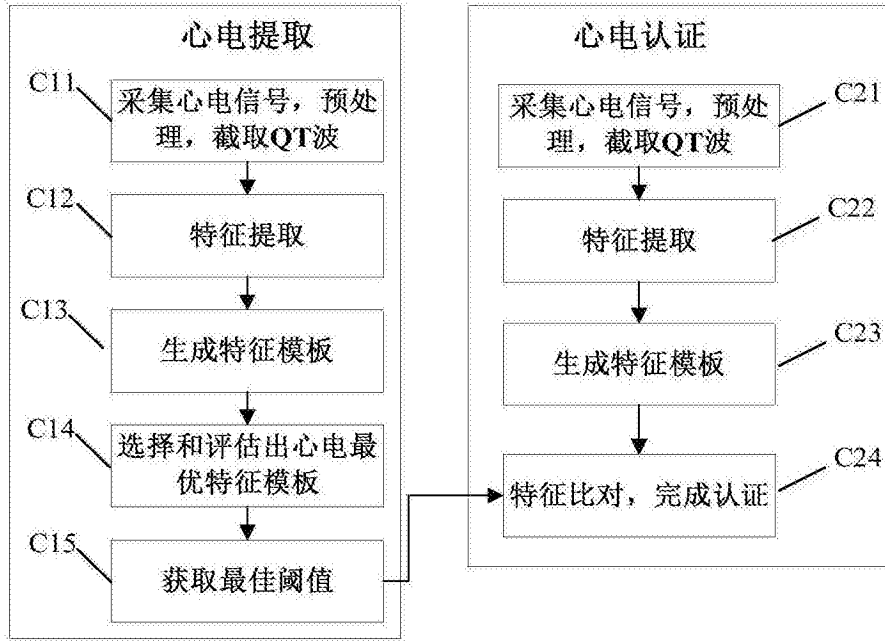 心电提取
C11
采集心电信号，预处
理，截取QT波
C12
特征提取
C13
生成特征模板
C14
选择和评估出心电最
优特征模板
C15
获取最佳阈值
心电认证
采集心电信号，预处
理，截取QT波
C21
特征提取
C22
生成特征模板
C23
特征比对，完成认证
C24